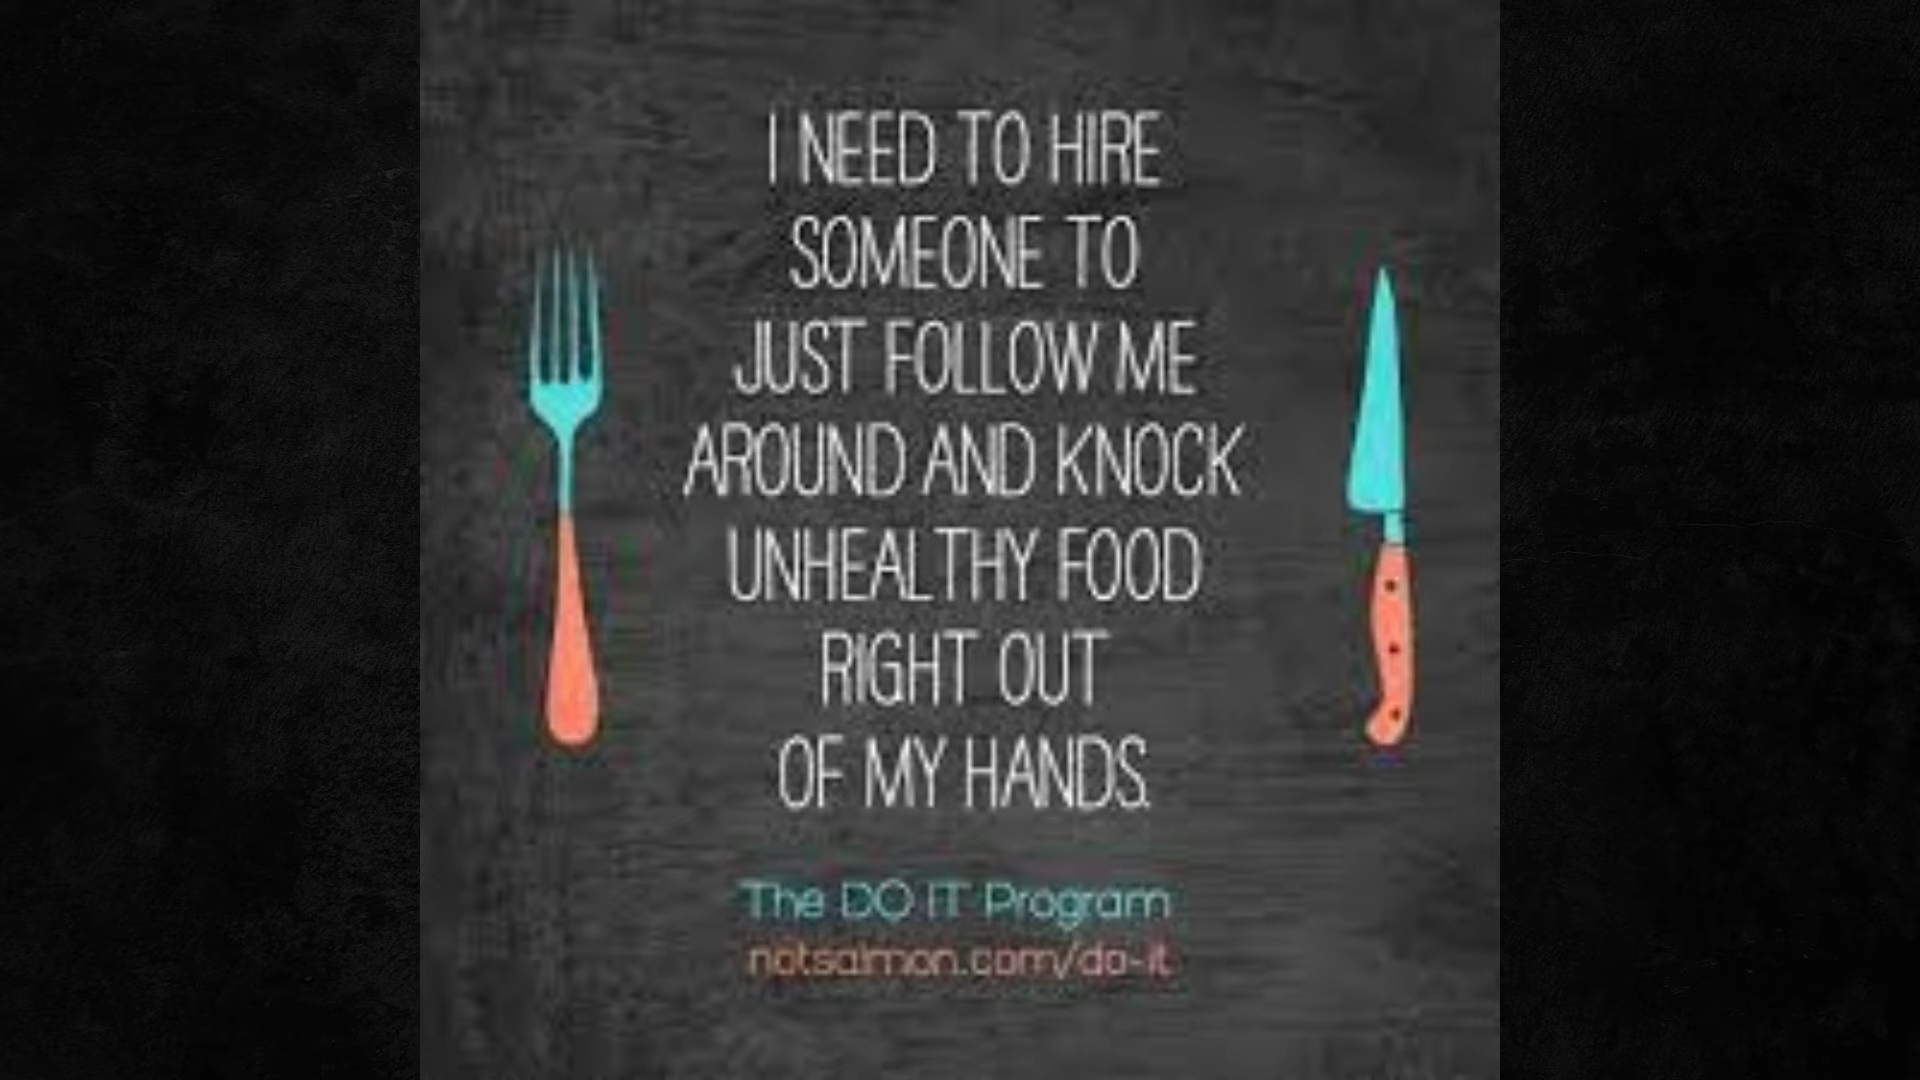 I NEED TO HIRE
SOMEONE TO
JUST FOLLOW ME
AROUND AND KNOCK
UNHEALTHY FOOD
RIGHT OUT
OF MY HANDS.
The DO IT Program
notsalmon.com/do-it